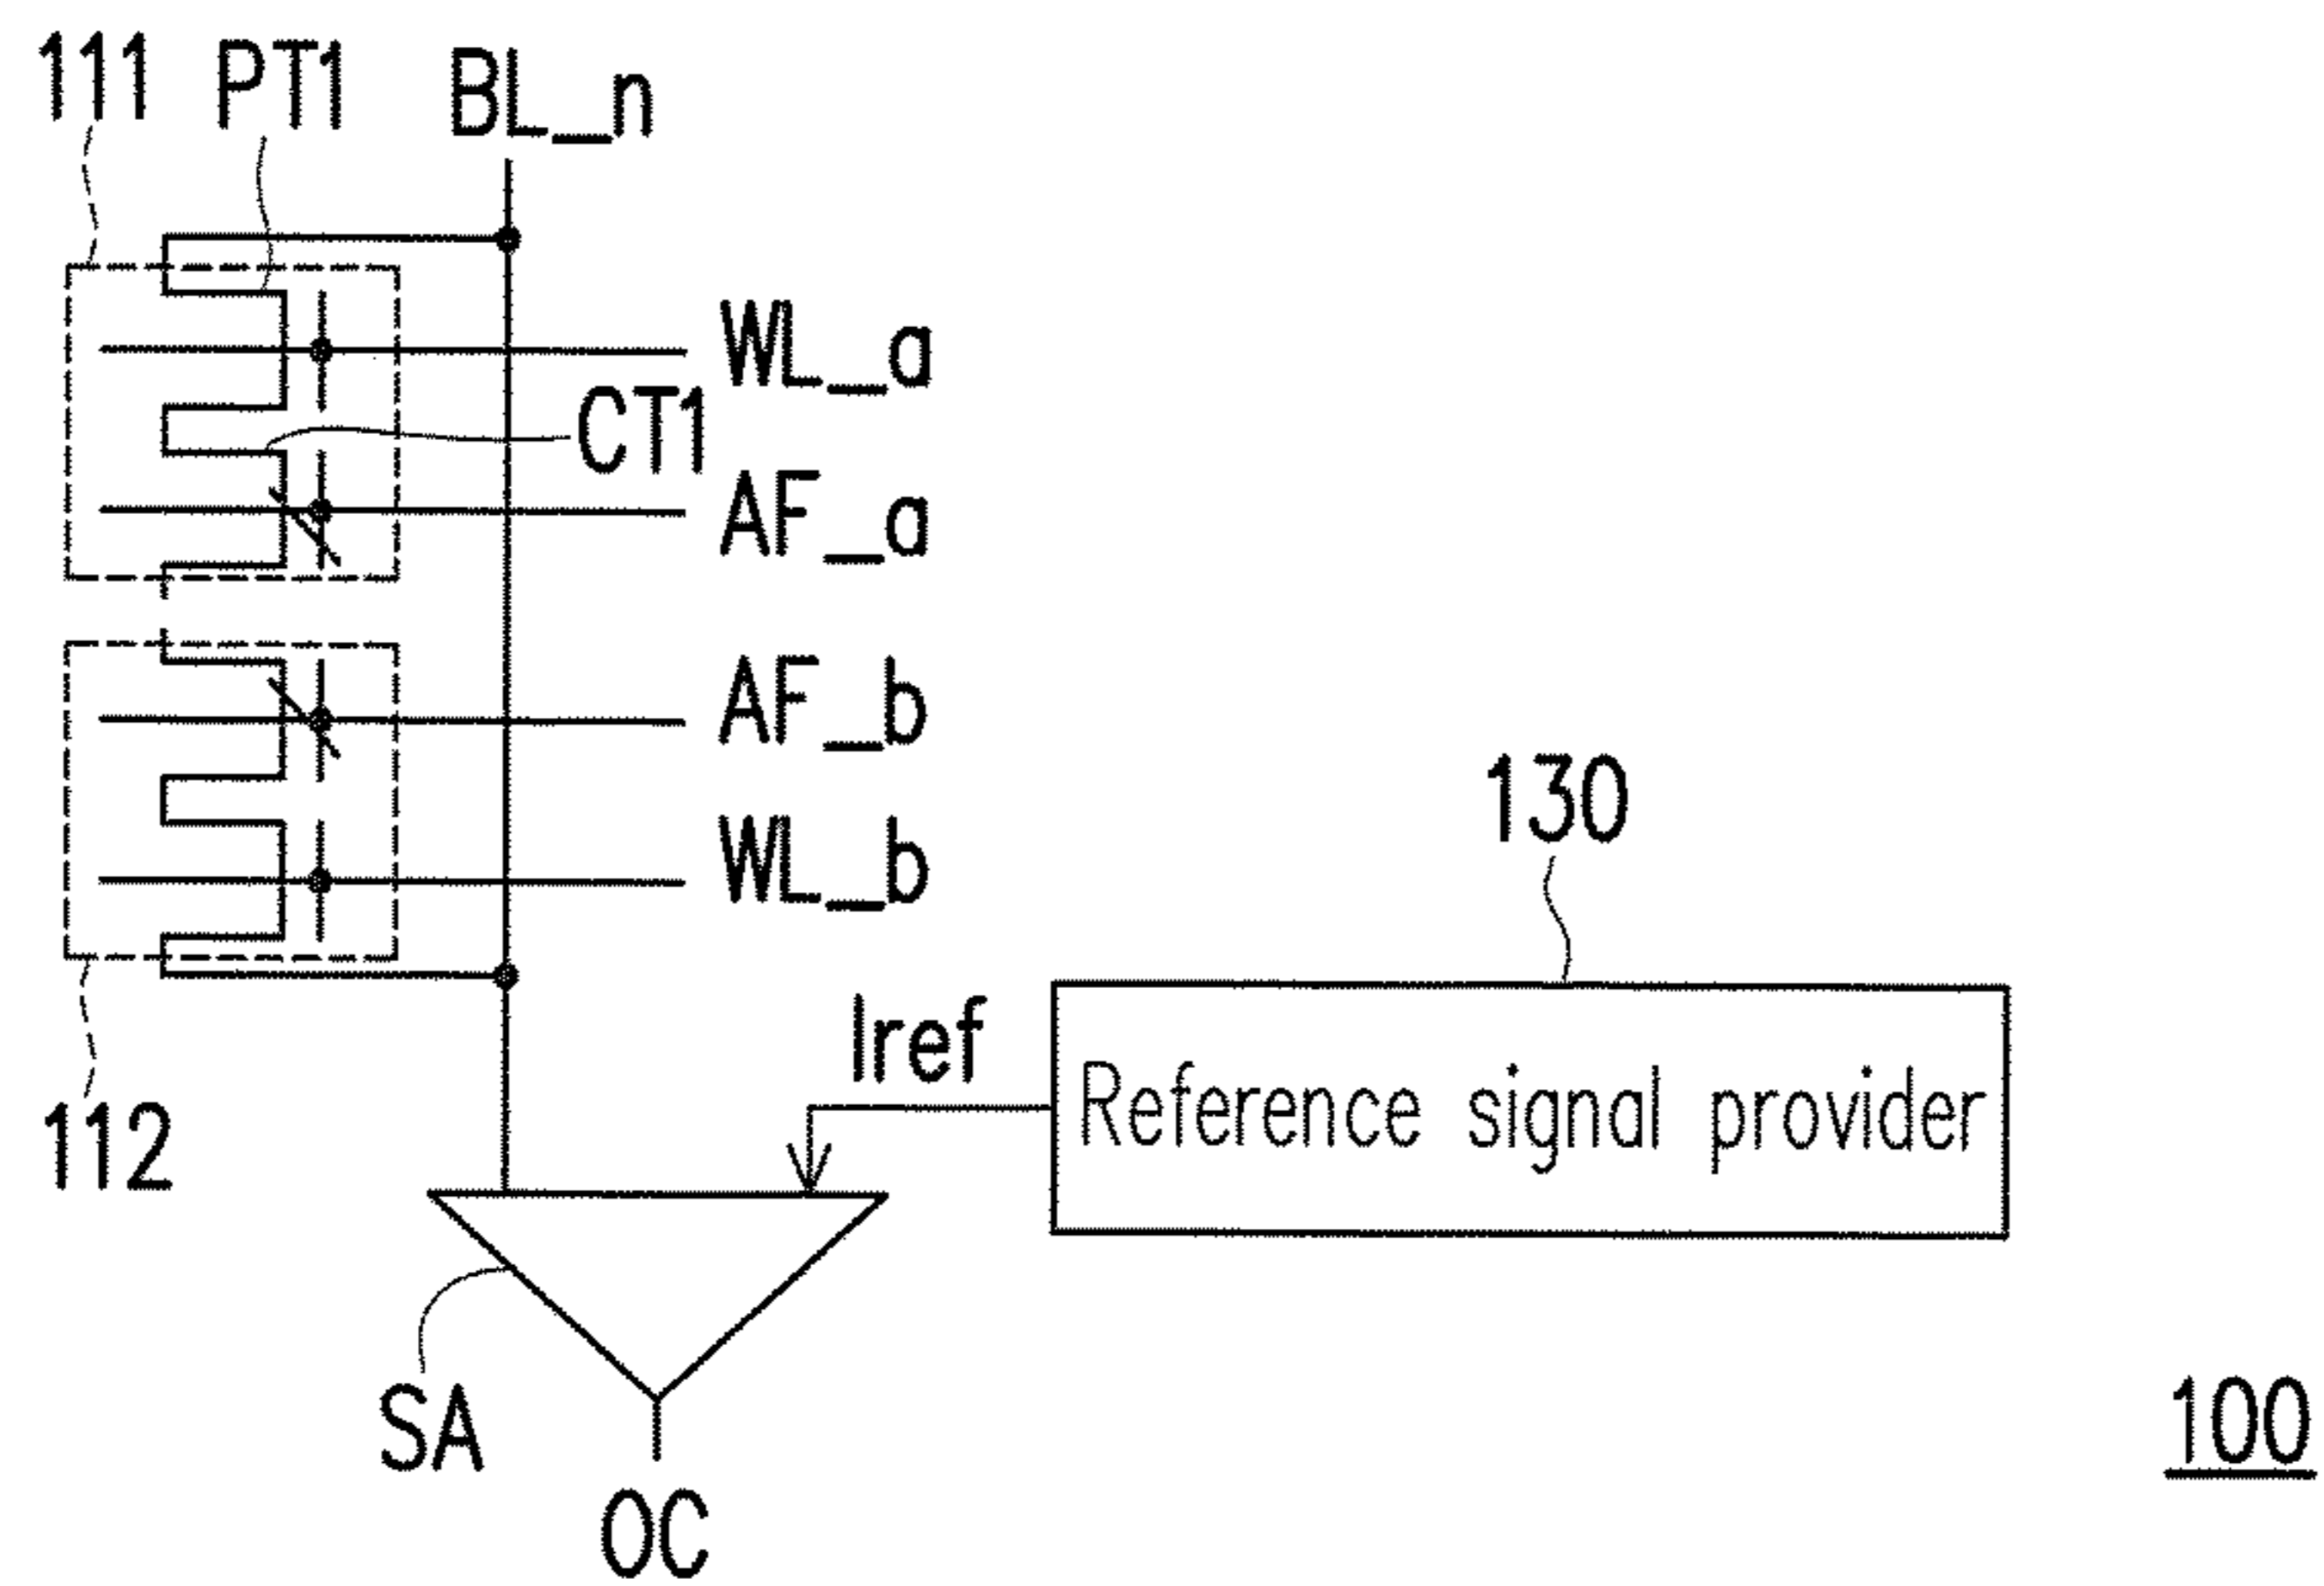 111 PT1 BL_n
WL_a
CT1
AF_a
AF_b
WL_b
130
Iref
Reference signal provider
112
SA
100
OC